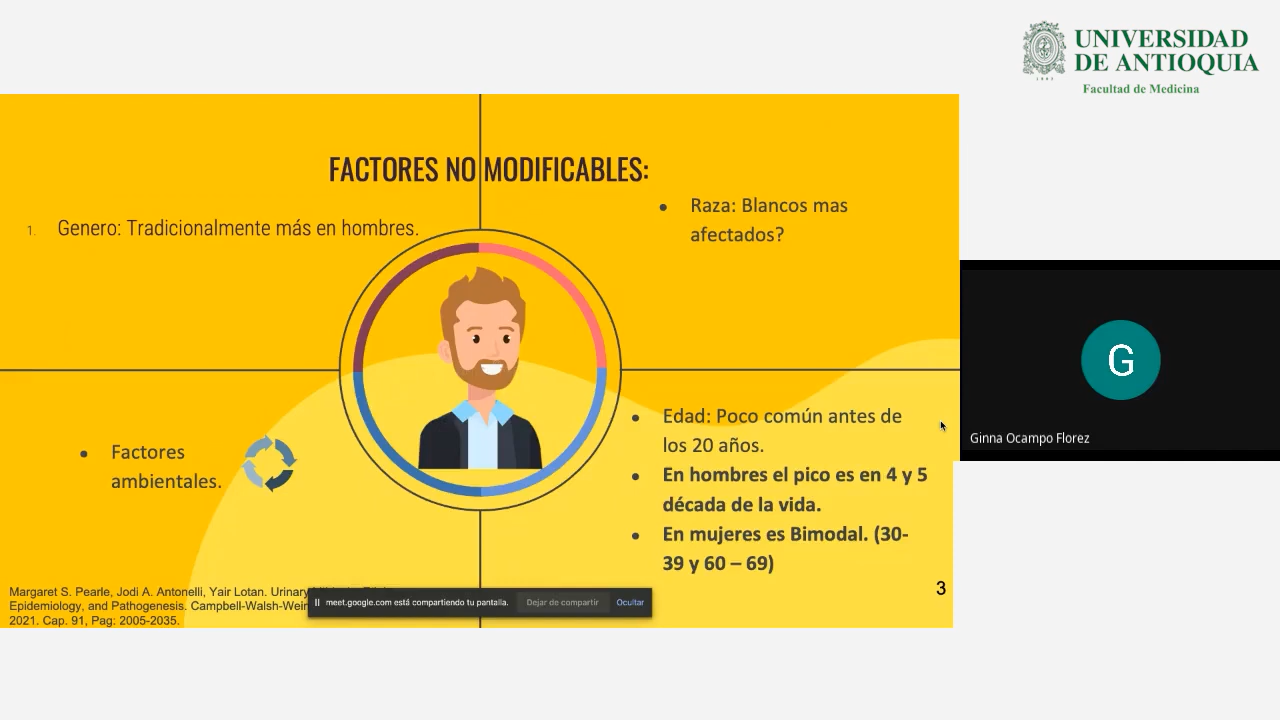 UNIVERSIDAD
DE ANTIOQUIA
1803
Facultad de Medicina
FACTORES NO MODIFICABLES:
1. Genero: Tradicionalmente más en hombres.
● Raza: Blancos mas
afectados?
● Factores
ambientales.
● Edad: Poco común antes de
los 20 años.
● En hombres el pico es en 4 y 5
década de la vida.
● En mujeres es Bimodal. (30-
39 y 60 – 69)
Margaret S. Pearle, Jodi A. Antonelli, Yair Lotan. Urinary
Epidemiology, and Pathogenesis. Campbell-Walsh-Wein
2021. Cap. 91, Pag: 2005-2035.
meet.google.com está compartiendo tu pantalla.
Dejar de compartir
Ocultar
3
G
Ginna Ocampo Florez